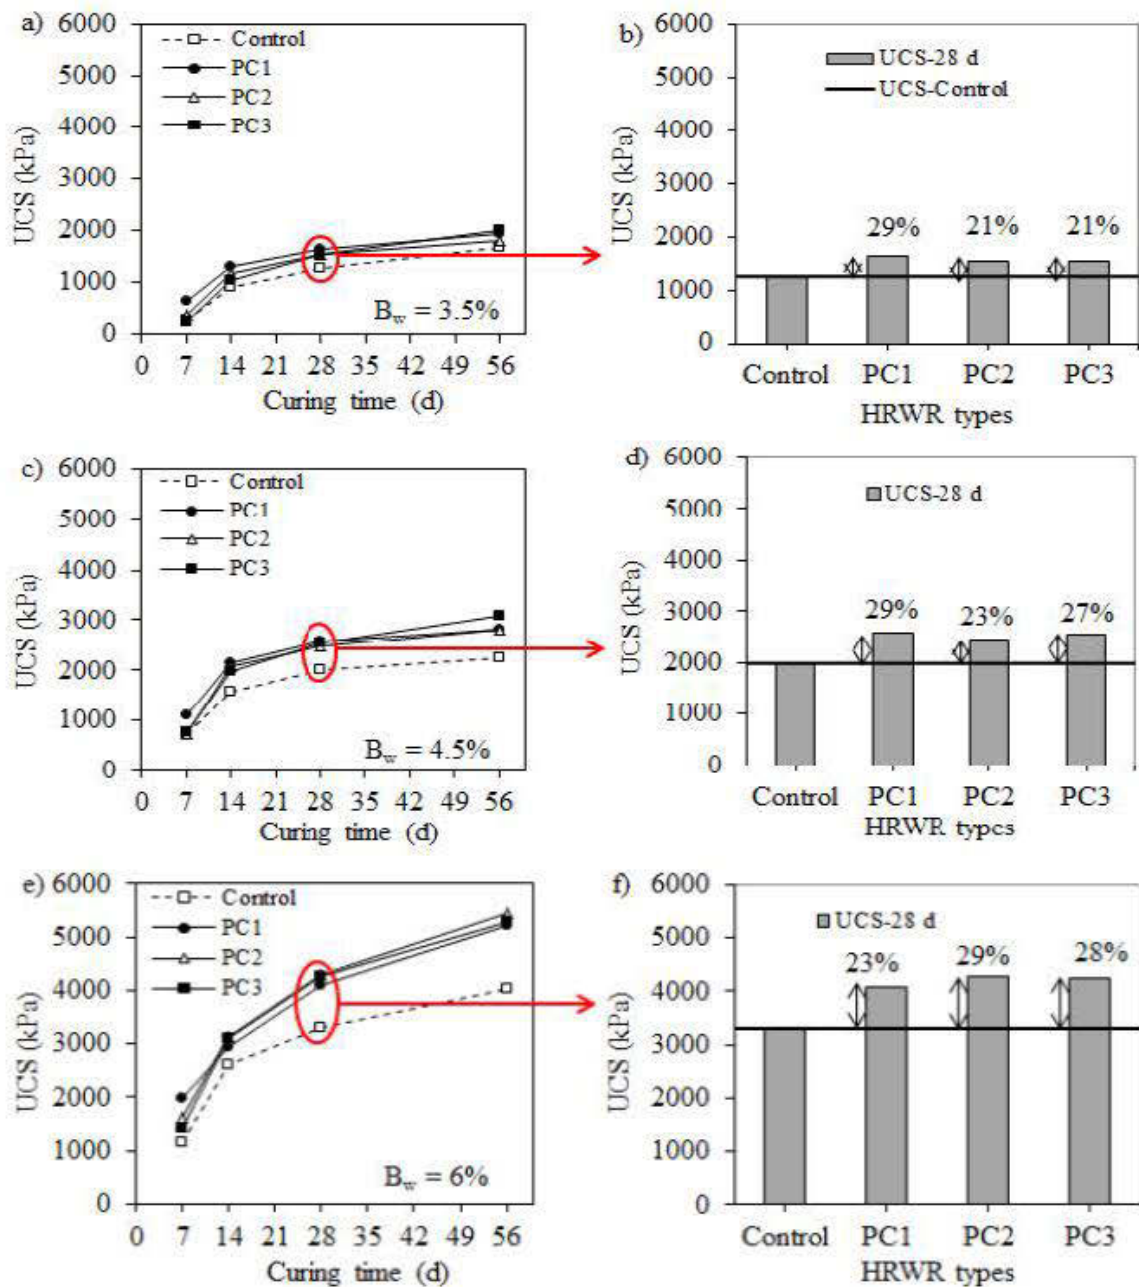 a)
6000
5000
4000
3000
2000
1000
0
UCS (kPa)
Control
PC1
PC2
PC3
B_w = 3.5%
0 7 14 21 28 35 42 49 56
Curing time (d)
b)
6000
5000
4000
3000
2000
1000
0
UCS (kPa)
UCS-28 d
UCS-Control
29% 21% 21%
Control PC1 PC2 PC3
HRWR types
c)
6000
5000
4000
3000
2000
1000
0
UCS (kPa)
Control
PC1
PC2
PC3
B_w = 4.5%
0 7 14 21 28 35 42 49 56
Curing time (d)
d)
6000
5000
4000
3000
2000
1000
0
UCS (kPa)
UCS-28 d
29% 23% 27%
Control PC1 PC2 PC3
HRWR types
e)
6000
5000
4000
3000
2000
1000
0
UCS (kPa)
Control
PC1
PC2
PC3
B_w = 6%
0 7 14 21 28 35 42 49 56
Curing time (d)
f)
6000
5000
4000
3000
2000
1000
0
UCS (kPa)
UCS-28 d
23% 29% 28%
Control PC1 PC2 PC3
HRWR types